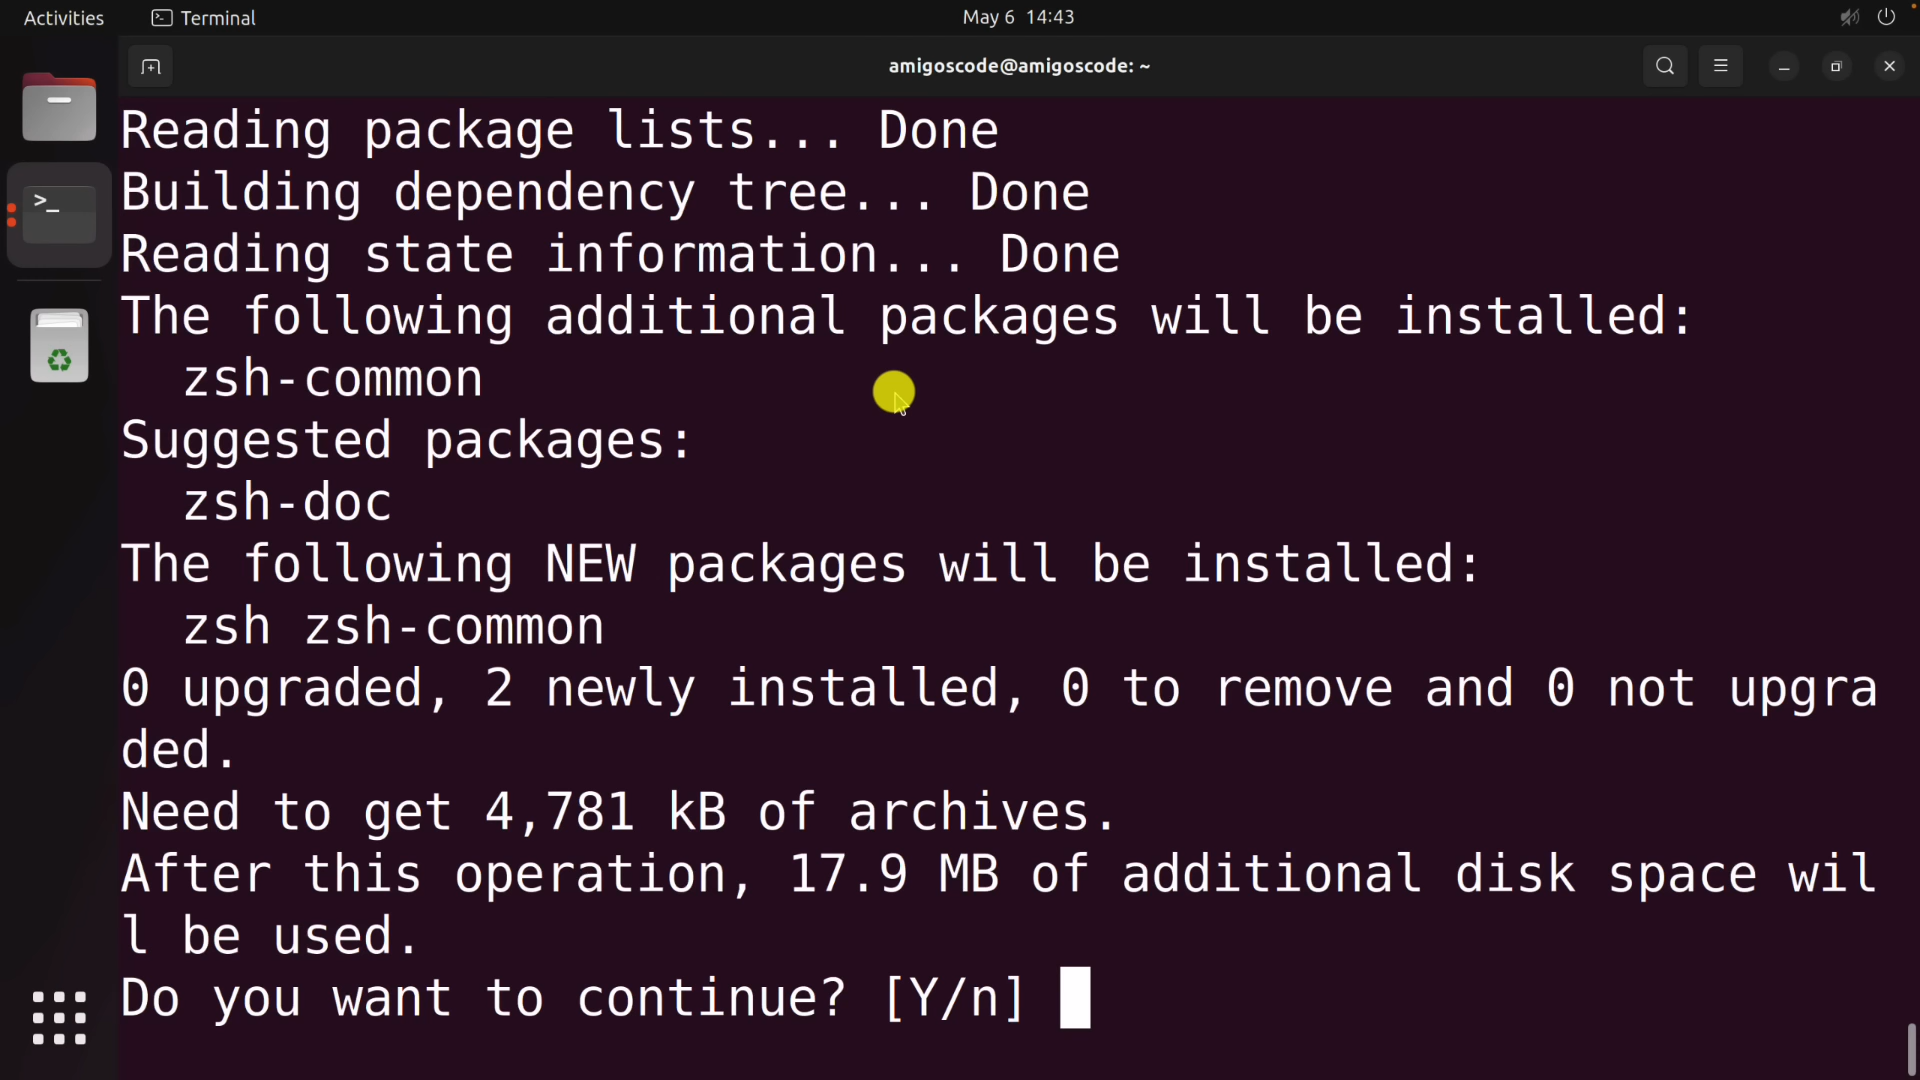 Activities Terminal May 6 14:43
amigoscode@amigoscode: ~
Reading package lists... Done
Building dependency tree... Done
Reading state information... Done
The following additional packages will be installed:
  zsh-common
Suggested packages:
  zsh-doc
The following NEW packages will be installed:
  zsh zsh-common
0 upgraded, 2 newly installed, 0 to remove and 0 not upgra
ded.
Need to get 4,781 kB of archives.
After this operation, 17.9 MB of additional disk space wil
l be used.
Do you want to continue? [Y/n]